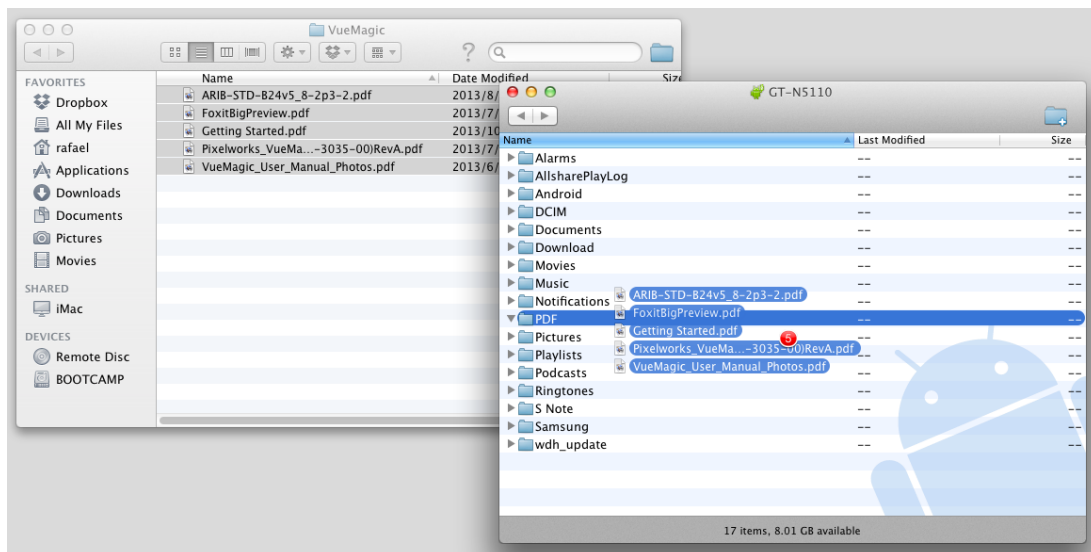 VueMagic
?
FAVORITES
Dropbox
All My Files
rafael
Applications
Downloads
Documents
Pictures
Movies
SHARED
iMac
DEVICES
Remote Disc
BOOTCAMP
Name Date Modified Size
ARIB-STD-B24v5_8-2p3-2.pdf 2013/8/
FoxitBigPreview.pdf 2013/7/
Getting Started.pdf 2013/10
Pixelworks_VueMa...-3035-00)RevA.pdf 2013/7/
VueMagic_User_Manual_Photos.pdf 2013/6/
GT-N5110
Name Last Modified Size
Alarms -- --
AllsharePlayLog -- --
Android -- --
DCIM -- --
Documents -- --
Download -- --
Movies -- --
Music -- --
Notifications -- --
PDF -- --
Pictures -- --
Playlists -- --
Podcasts -- --
Ringtones -- --
S Note -- --
Samsung -- --
wdh_update -- --
ARIB-STD-B24v5_8-2p3-2.pdf
FoxitBigPreview.pdf
Getting Started.pdf
5
Pixelworks_VueMa...-3035-00)RevA.pdf
VueMagic_User_Manual_Photos.pdf
17 items, 8.01 GB available